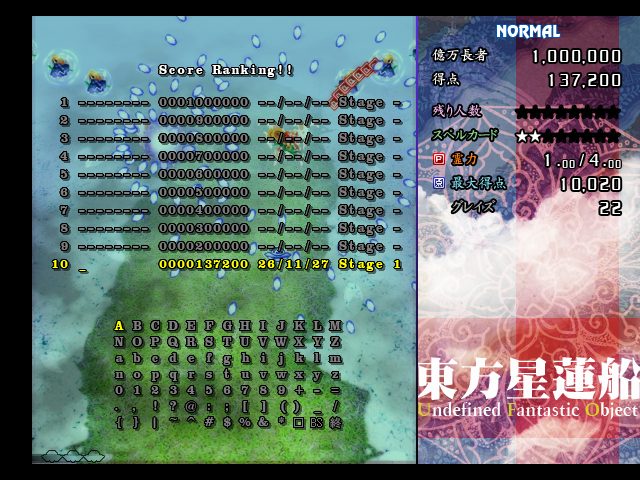 Score Ranking!!
1 -------- 0001000000 --/--/-- Stage -
2 -------- 0000900000 --/--/-- Stage -
3 -------- 0000800000 --/--/-- Stage -
4 -------- 0000700000 --/--/-- Stage -
5 -------- 0000600000 --/--/-- Stage -
6 -------- 0000500000 --/--/-- Stage -
7 -------- 0000400000 --/--/-- Stage -
8 -------- 0000300000 --/--/-- Stage -
9 -------- 0000200000 --/--/-- Stage -
10 _ 0000137200 26/11/27 Stage 1
A B C D E F G H I J K L M
N O P Q R S T U V W X Y Z
a b c d e f g h i j k l m
n o p q r s t u v w x y z
0 1 2 3 4 5 6 7 8 9 + - =
. , ! ? @ : ; [ ] ( ) _ /
{ } | ~ ^ # $ % & * □ BS 終
NORMAL
億万長者 1,000,000
得点 137,200
残り人数
スペルカード ★★
P 霊力 1.00/4.00
点 最大得点 10,020
グレイズ 22
東方星蓮船
Undefined Fantastic Object